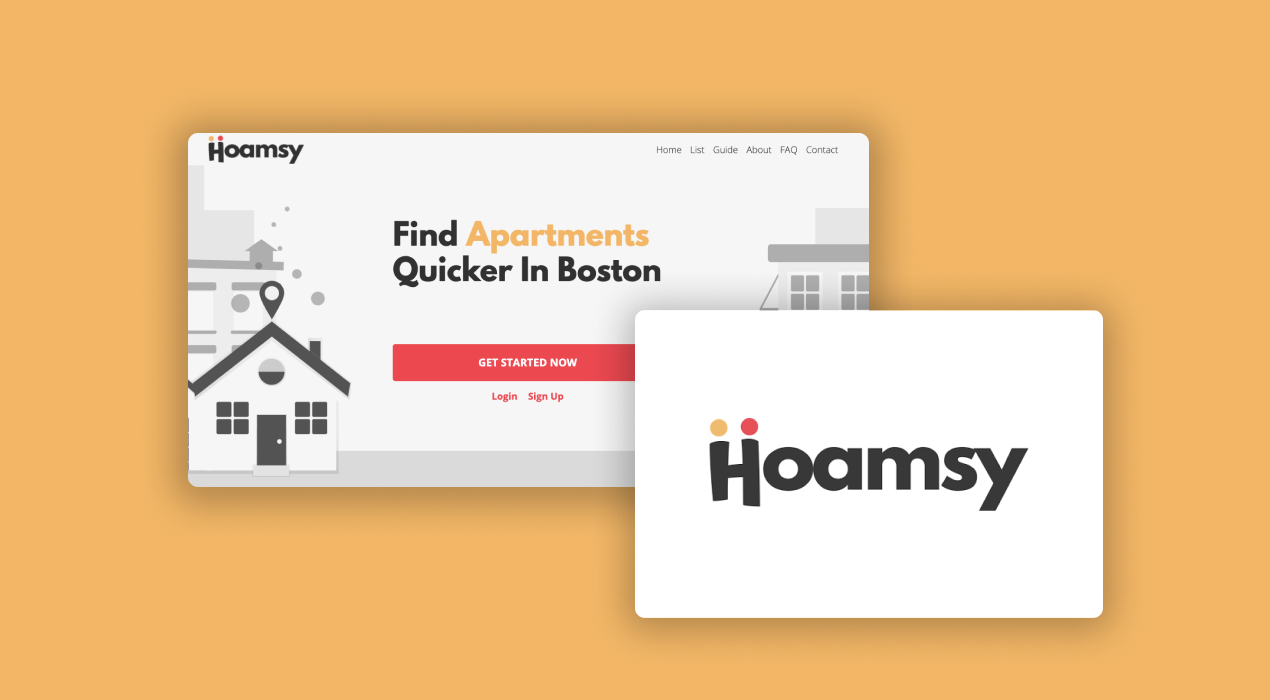 Hoamsy
Home List Guide About FAQ Contact
Find Apartments
Quicker In Boston
GET STARTED NOW
Login Sign Up
Hoamsy